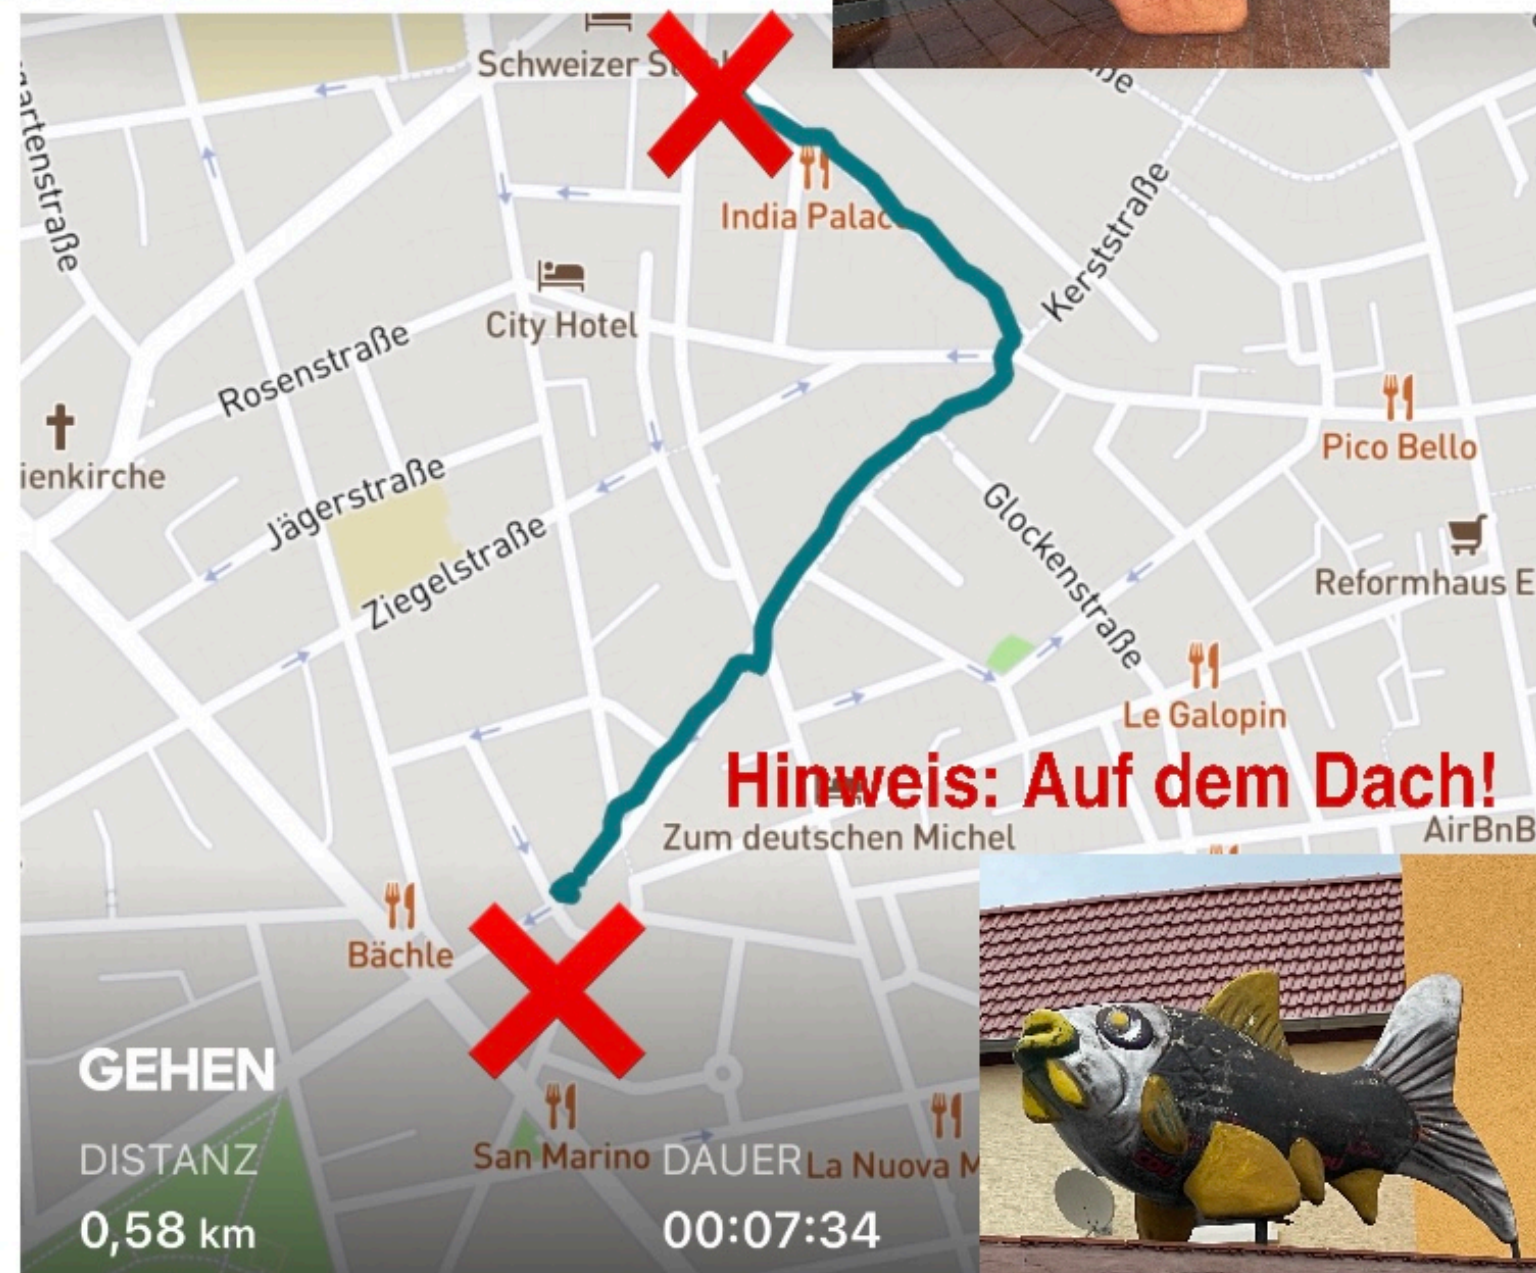 Schweizer St
gartenstraße
India Palac
Kerststraße
City Hotel
Rosenstraße
Pico Bello
ienkirche
Jägerstraße
Glockenstraße
Ziegelstraße
Reformhaus E
Le Galopin
Hinweis: Auf dem Dach!
Zum deutschen Michel
AirBnB
Bächle
GEHEN
San Marino
La Nuova M
DISTANZ
DAUER
0,58 km
00:07:34